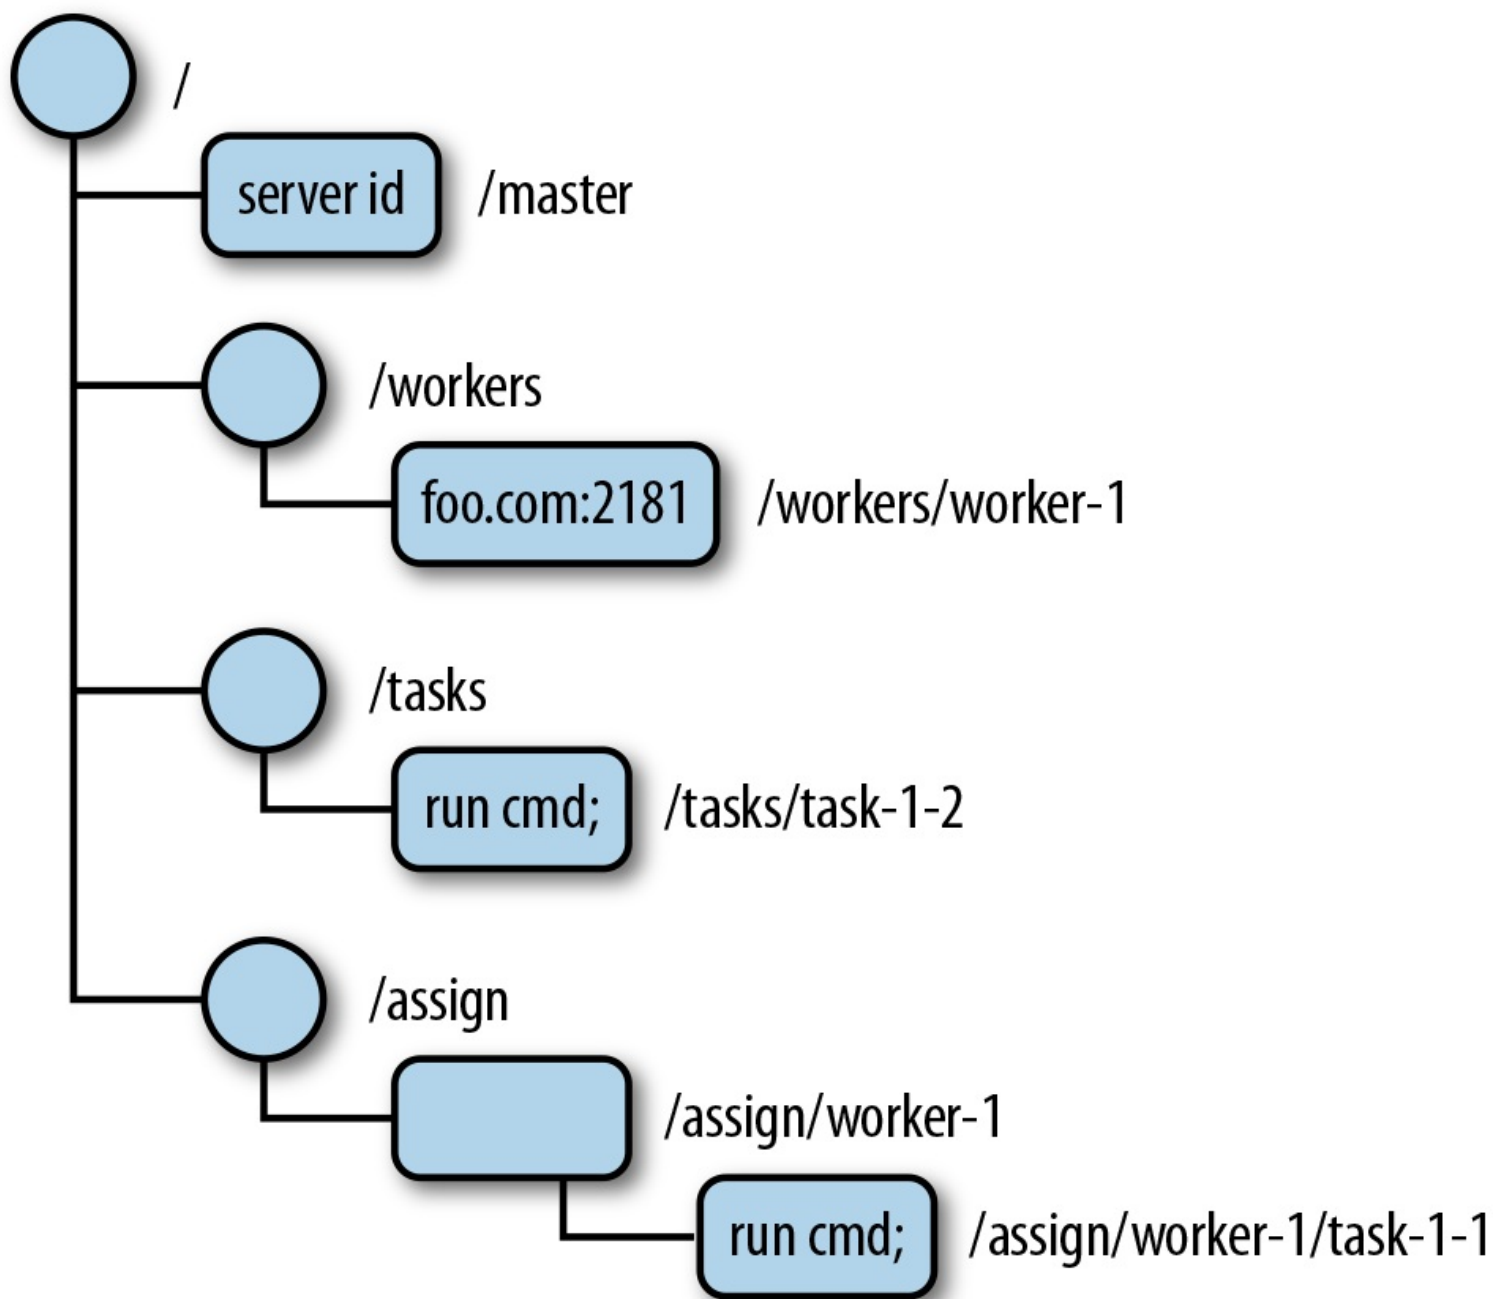 /
server id /master
/workers
foo.com:2181 /workers/worker-1
/tasks
run cmd; /tasks/task-1-2
/assign
/assign/worker-1
run cmd; /assign/worker-1/task-1-1